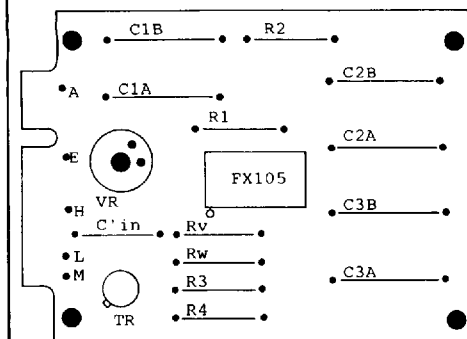 C1B
R2
C2B
A
C1A
R1
C2A
E
FX105
VR
H
C3B
C'in
Rv
L
Rw
M
C3A
R3
R4
TR